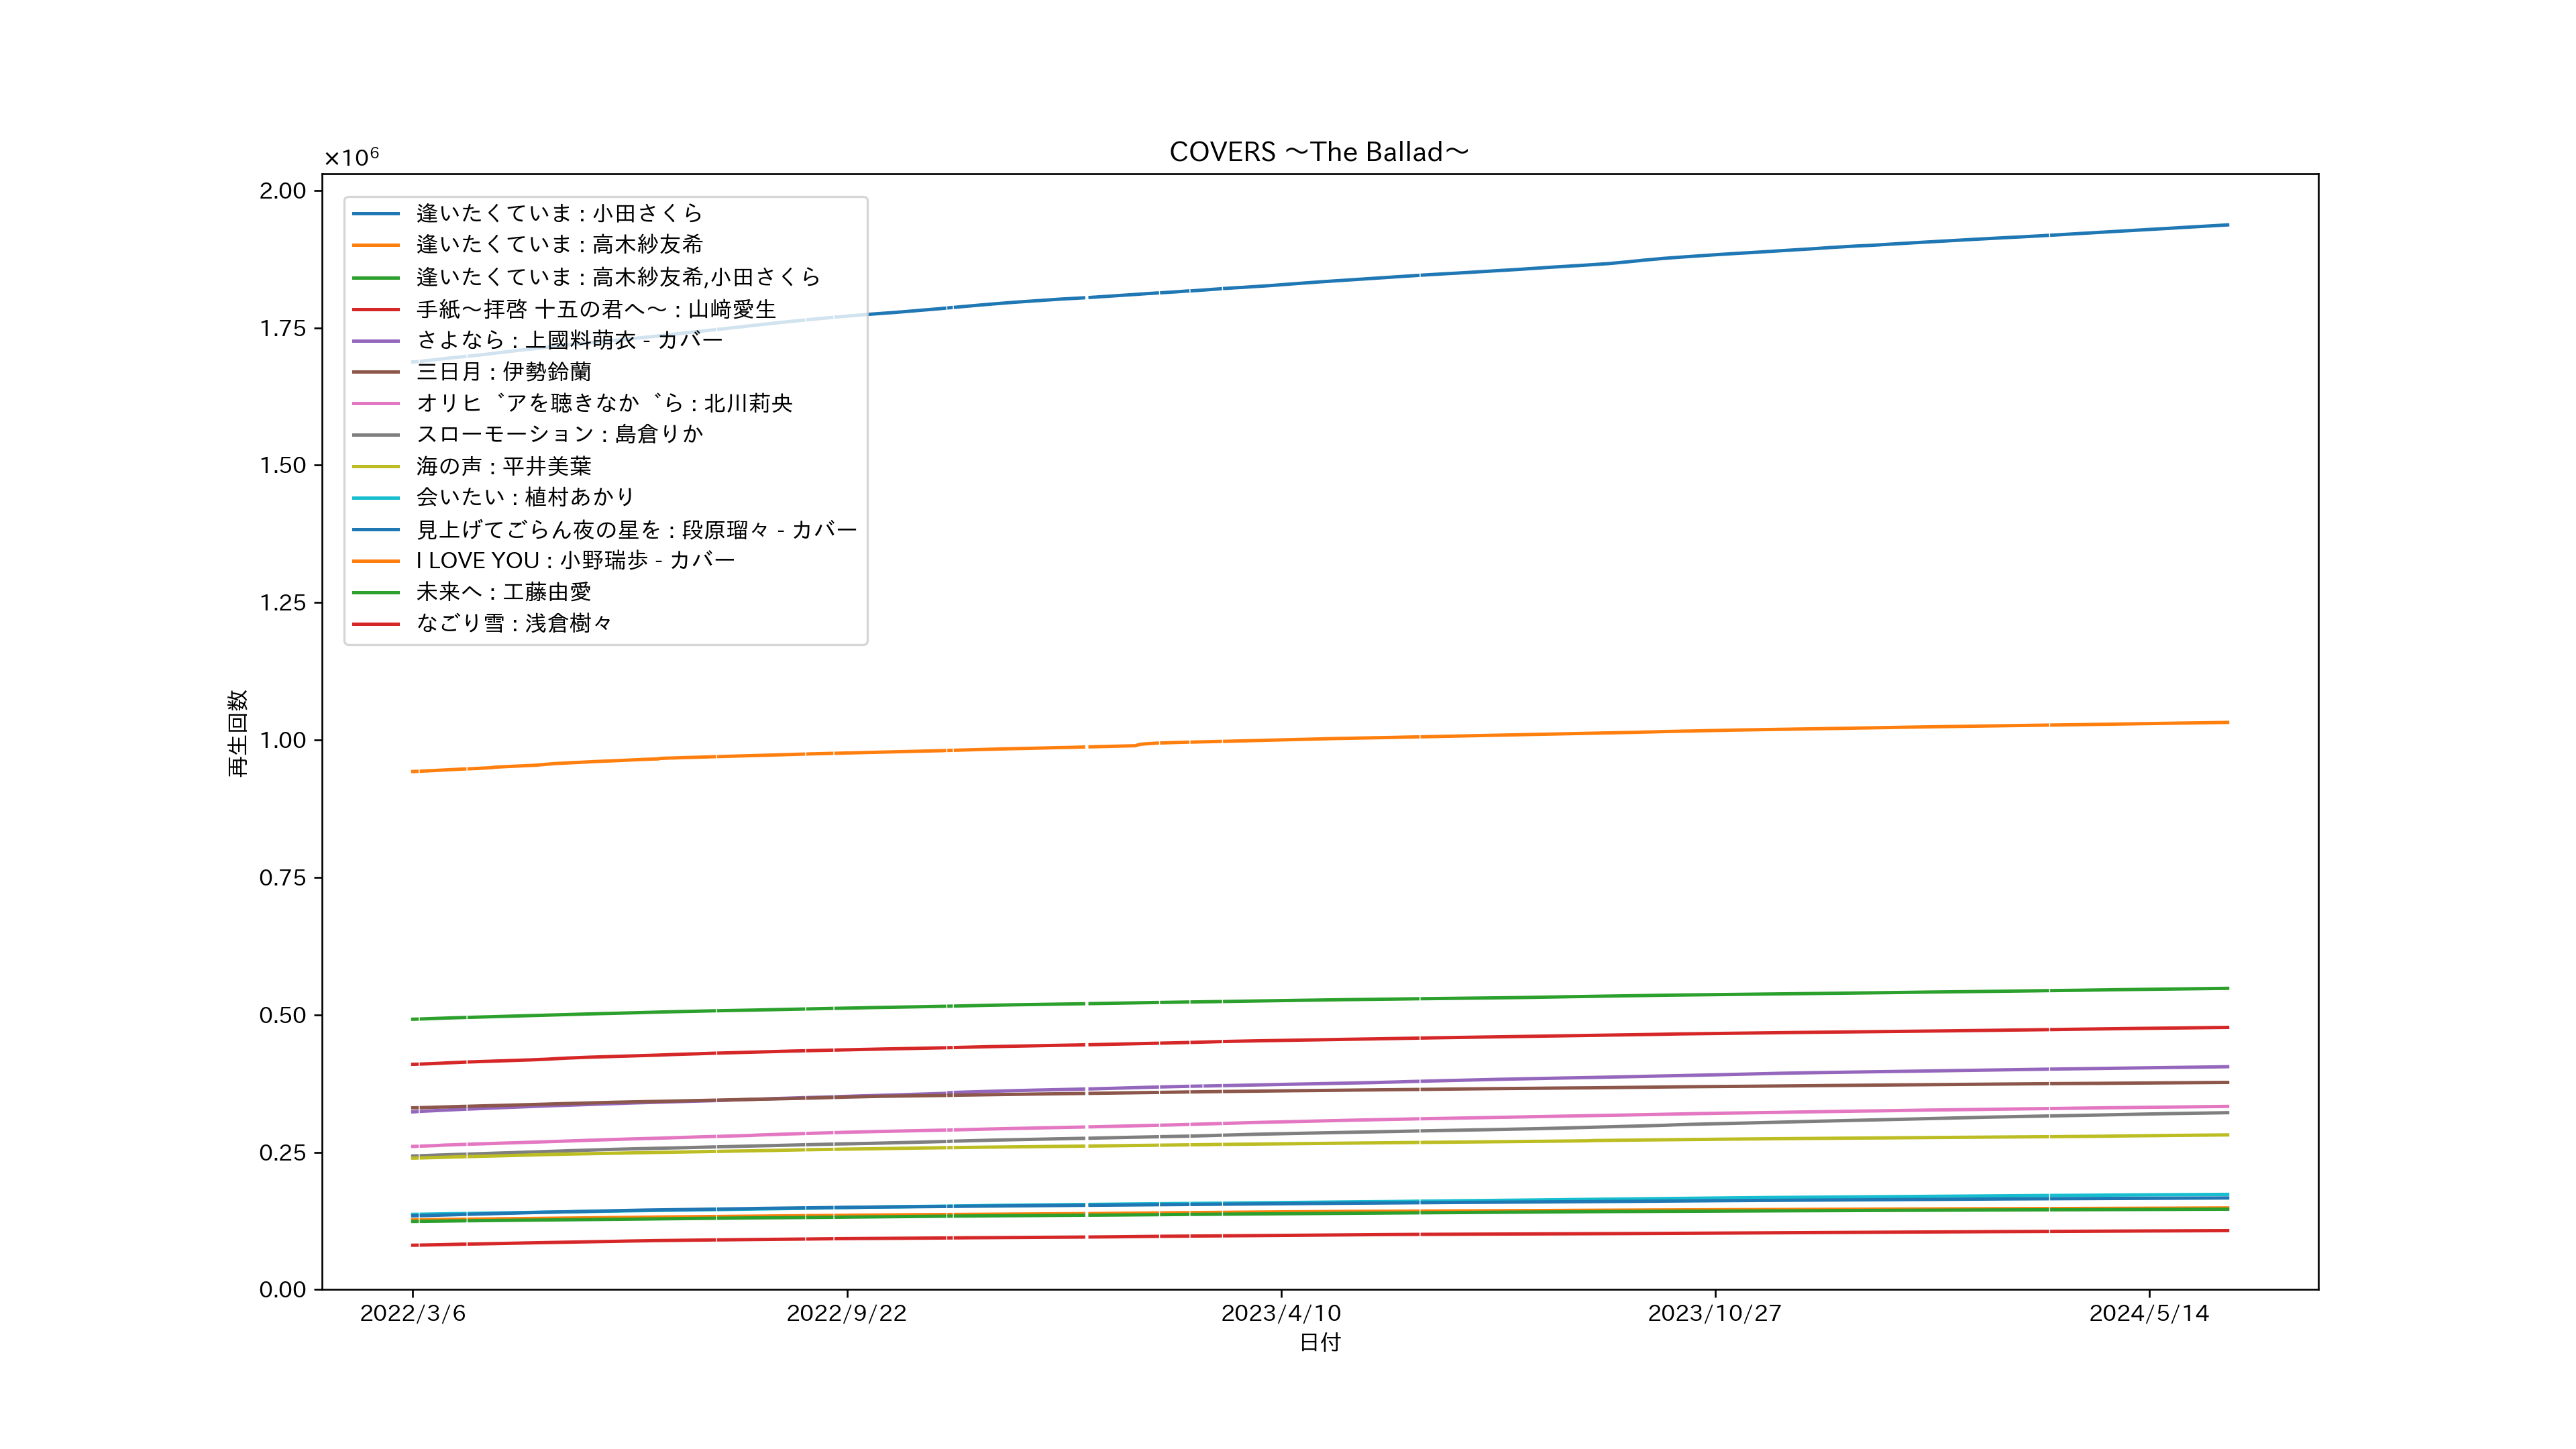 COVERS ～The Ballad～
×10⁶
2.00
1.75
1.50
1.25
1.00
0.75
0.50
0.25
0.00
再生回数
逢いたくていま : 小田さくら
逢いたくていま : 高木紗友希
逢いたくていま : 高木紗友希,小田さくら
手紙～拝啓 十五の君へ～ : 山﨑愛生
さよなら : 上國料萌衣 - カバー
三日月 : 伊勢鈴蘭
オリヒ゛アを聴きなか゛ら : 北川莉央
スローモーション : 島倉りか
海の声 : 平井美葉
会いたい : 植村あかり
見上げてごらん夜の星を : 段原瑠々 - カバー
I LOVE YOU : 小野瑞歩 - カバー
未来へ : 工藤由愛
なごり雪 : 浅倉樹々
2022/3/6
2022/9/22
2023/4/10
2023/10/27
2024/5/14
日付